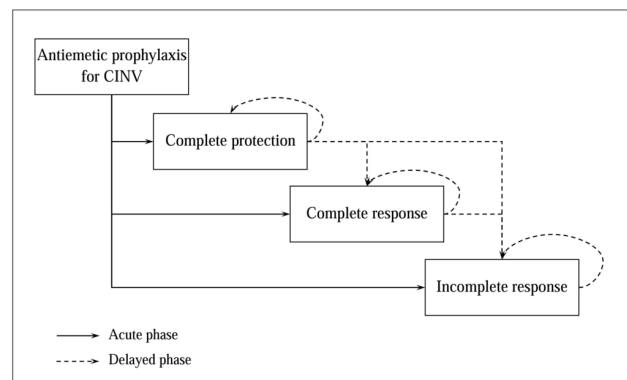 Antiemetic prophylaxis
for CINV
Complete protection
Complete response
Incomplete response
Acute phase
Delayed phase